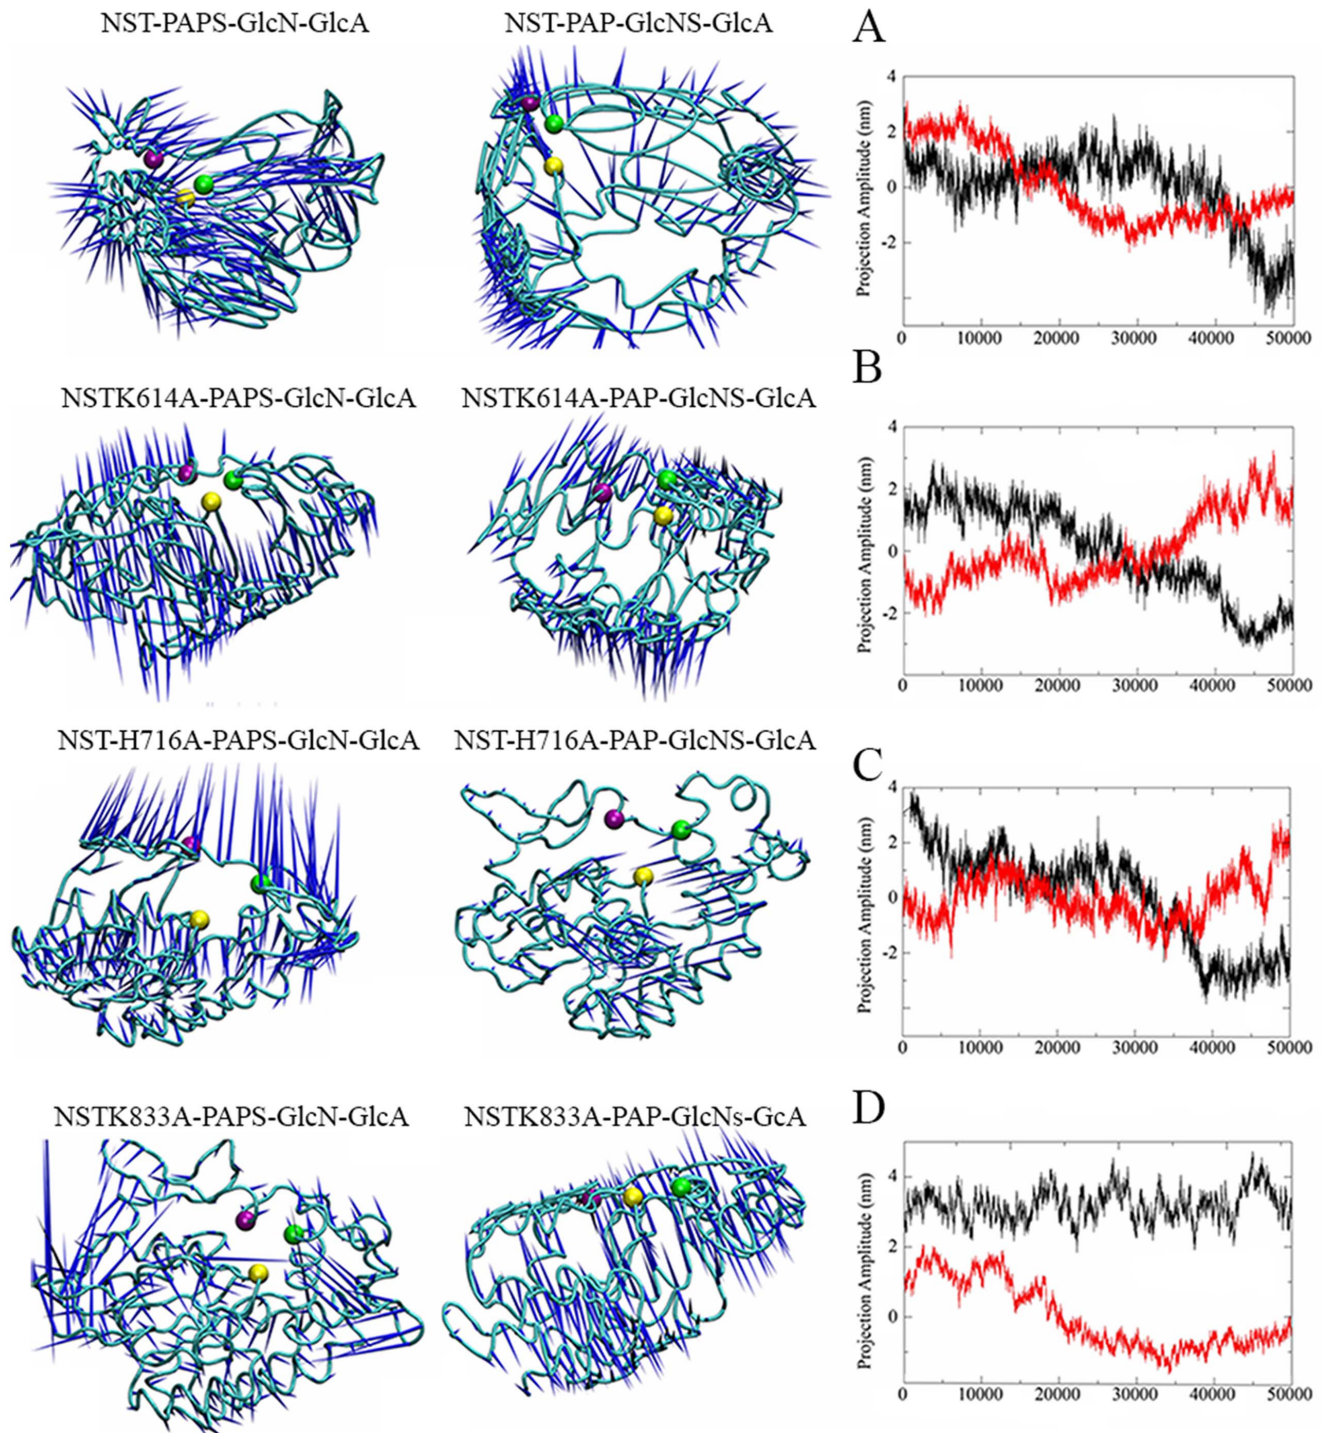 NST-PAPS-GlcN-GlcA
NST-PAP-GlcNS-GlcA
A
Projection Amplitude (nm)
4
2
0
-2
0 10000 20000 30000 40000 50000
NSTK614A-PAPS-GlcN-GlcA
NSTK614A-PAP-GlcNS-GlcA
B
Projection Amplitude (nm)
4
2
0
-2
0 10000 20000 30000 40000 50000
NST-H716A-PAPS-GlcN-GlcA
NST-H716A-PAP-GlcNS-GlcA
C
Projection Amplitude (nm)
4
2
0
-2
0 10000 20000 30000 40000 50000
NSTK833A-PAPS-GlcN-GlcA
NSTK833A-PAP-GlcNs-GcA
D
Projection Amplitude (nm)
4
2
0
0 10000 20000 30000 40000 50000